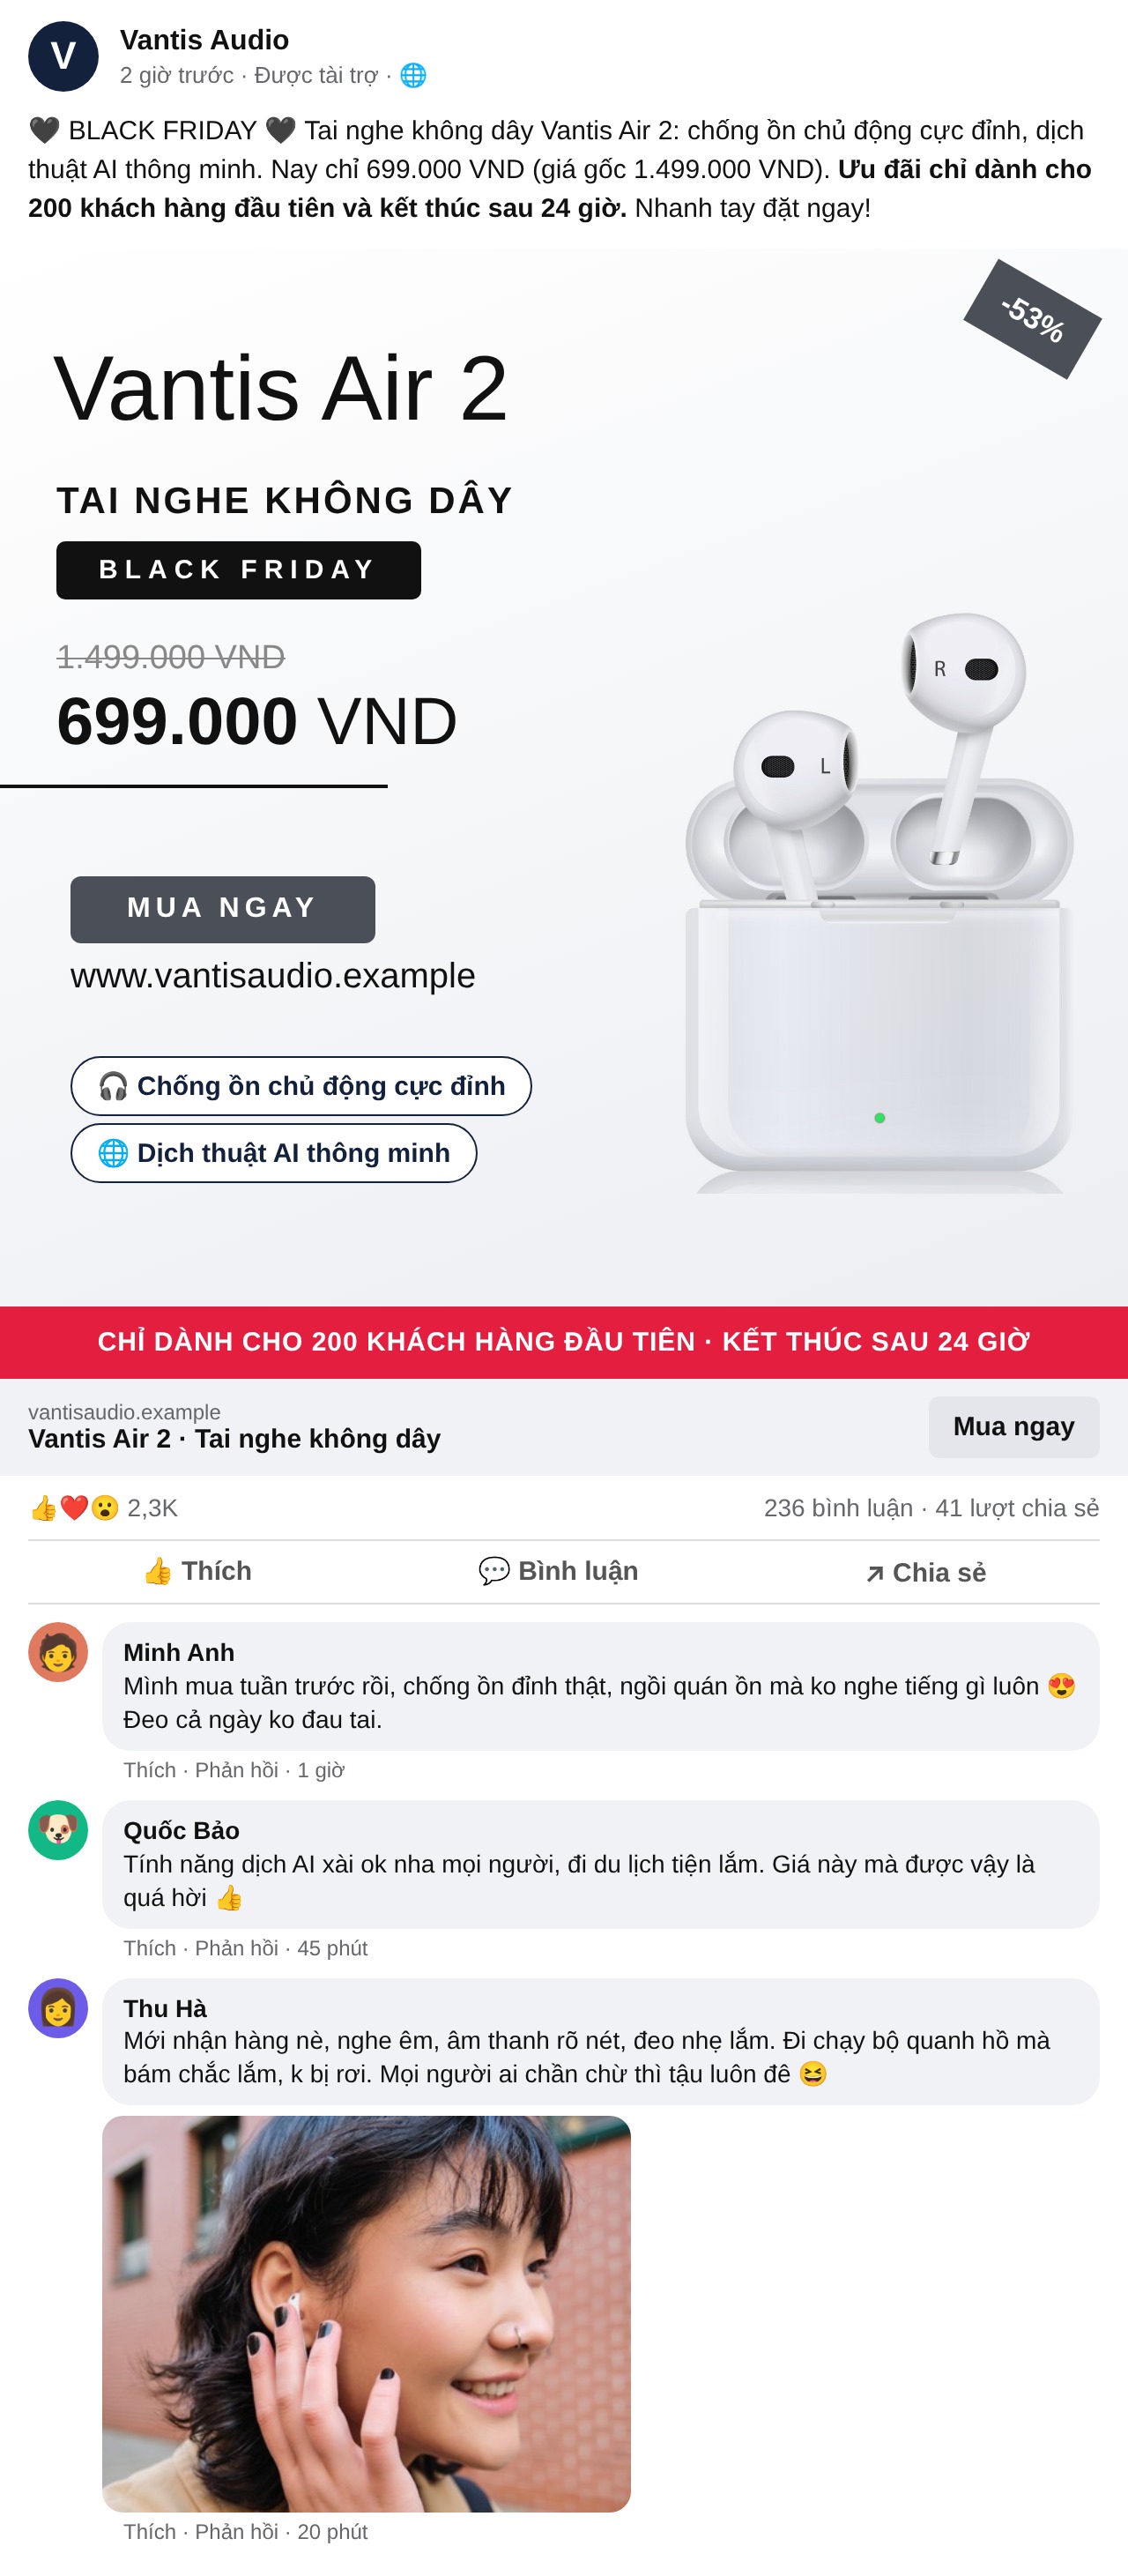 V
Vantis Audio
2 giờ trước · Được tài trợ · 🌐
🖤 BLACK FRIDAY 🖤 Tai nghe không dây Vantis Air 2: chống ồn chủ động cực đỉnh, dịch
thuật AI thông minh. Nay chỉ 699.000 VND (giá gốc 1.499.000 VND). Ưu đãi chỉ dành cho
200 khách hàng đầu tiên và kết thúc sau 24 giờ. Nhanh tay đặt ngay!
-53%
Vantis Air 2
TAI NGHE KHÔNG DÂY
BLACK FRIDAY
1.499.000 VND
699.000 VND
R
L
MUA NGAY
www.vantisaudio.example
🎧 Chống ồn chủ động cực đỉnh
🌐 Dịch thuật AI thông minh
CHỈ DÀNH CHO 200 KHÁCH HÀNG ĐẦU TIÊN · KẾT THÚC SAU 24 GIỜ
vantisaudio.example
Vantis Air 2 · Tai nghe không dây
Mua ngay
👍❤️😮 2,3K
236 bình luận · 41 lượt chia sẻ
👍 Thích
💬 Bình luận
↗ Chia sẻ
Minh Anh
Mình mua tuần trước rồi, chống ồn đỉnh thật, ngồi quán ồn mà ko nghe tiếng gì luôn 😍
Đeo cả ngày ko đau tai.
Thích · Phản hồi · 1 giờ
Quốc Bảo
Tính năng dịch AI xài ok nha mọi người, đi du lịch tiện lắm. Giá này mà được vậy là
quá hời 👍
Thích · Phản hồi · 45 phút
Thu Hà
Mới nhận hàng nè, nghe êm, âm thanh rõ nét, đeo nhẹ lắm. Đi chạy bộ quanh hồ mà
bám chắc lắm, k bị rơi. Mọi người ai chần chừ thì tậu luôn đê 😆
Thích · Phản hồi · 20 phút